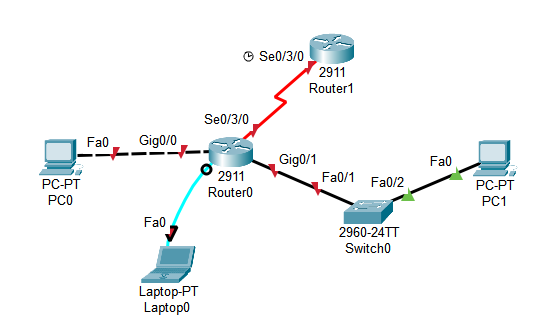 Se0/3/0
2911
Router1
Se0/3/0
Fa0
Gig0/0
PC-PT
PC0
2911
Router0
Gig0/1
Fa0/1
Fa0
Fa0/2
PC-PT
PC1
2960-24TT
Switch0
Fa0
Laptop-PT
Laptop0